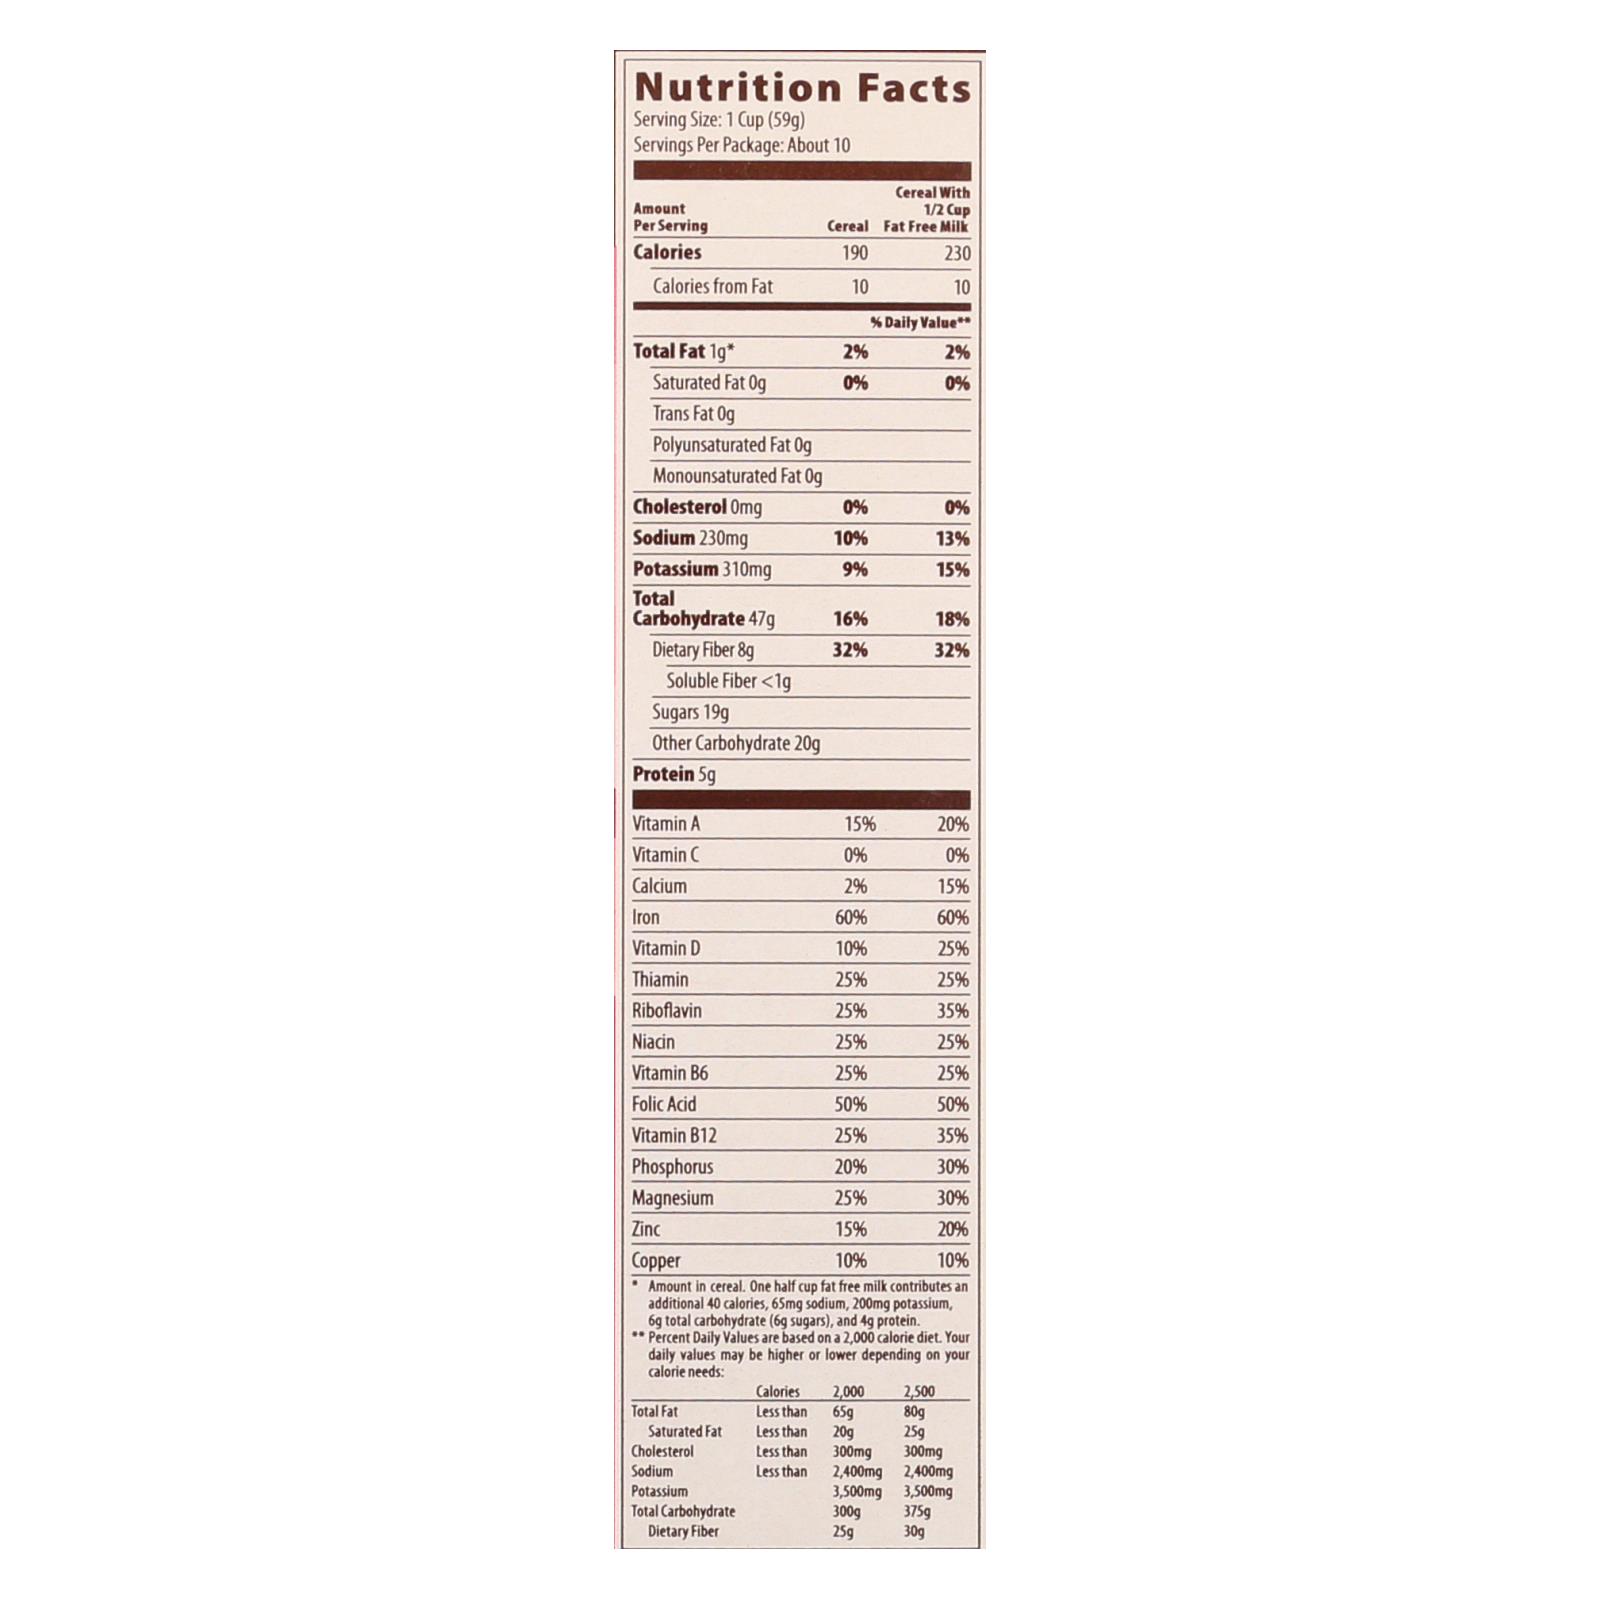 Nutrition Facts
Serving Size: 1 Cup (59g)
Servings Per Package: About 10
Cereal With
Amount 1/2 Cup
Per Serving Cereal Fat Free Milk
Calories 190 230
Calories from Fat 10 10
% Daily Value**
Total Fat 1g* 2% 2%
Saturated Fat 0g 0% 0%
Trans Fat 0g
Polyunsaturated Fat 0g
Monounsaturated Fat 0g
Cholesterol 0mg 0% 0%
Sodium 230mg 10% 13%
Potassium 310mg 9% 15%
Total
Carbohydrate 47g 16% 18%
Dietary Fiber 8g 32% 32%
Soluble Fiber <1g
Sugars 19g
Other Carbohydrate 20g
Protein 5g
Vitamin A 15% 20%
Vitamin C 0% 0%
Calcium 2% 15%
Iron 60% 60%
Vitamin D 10% 25%
Thiamin 25% 25%
Riboflavin 25% 35%
Niacin 25% 25%
Vitamin B6 25% 25%
Folic Acid 50% 50%
Vitamin B12 25% 35%
Phosphorus 20% 30%
Magnesium 25% 30%
Zinc 15% 20%
Copper 10% 10%
* Amount in cereal. One half cup fat free milk contributes an
additional 40 calories, 65mg sodium, 200mg potassium,
6g total carbohydrate (6g sugars), and 4g protein.
** Percent Daily Values are based on a 2,000 calorie diet. Your
daily values may be higher or lower depending on your
calorie needs:
Calories 2,000 2,500
Total Fat Less than 65g 80g
Saturated Fat Less than 20g 25g
Cholesterol Less than 300mg 300mg
Sodium Less than 2,400mg 2,400mg
Potassium 3,500mg 3,500mg
Total Carbohydrate 300g 375g
Dietary Fiber 25g 30g